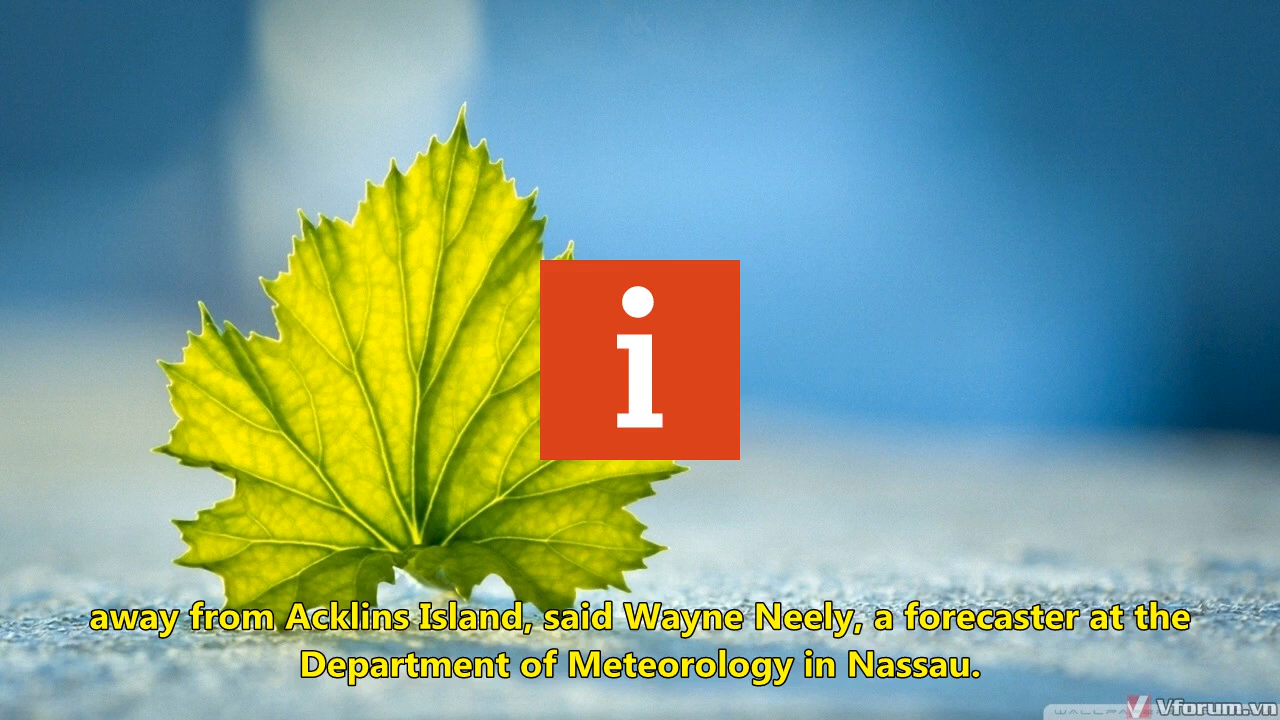 i
away from Acklins Island, said Wayne Neely, a forecaster at the
Department of Meteorology in Nassau.
Vforum.vn